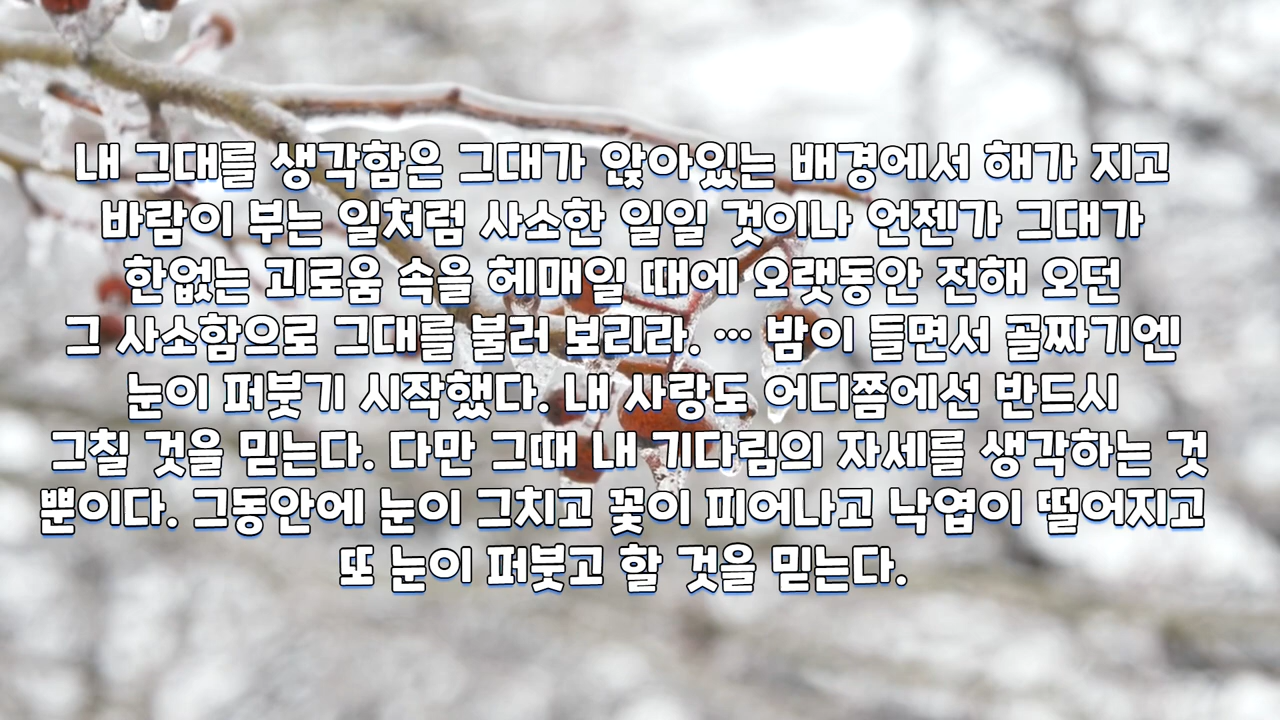 내 그대를 생각함은 그대가 앉아있는 배경에서 해가 지고
바람이 부는 일처럼 사소한 일일 것이나 언젠가 그대가
한없는 괴로움 속을 헤매일 때에 오랫동안 전해 오던
그 사소함으로 그대를 불러 보리라. … 밤이 들면서 골짜기엔
눈이 퍼붓기 시작했다. 내 사랑도 어디쯤에선 반드시
그칠 것을 믿는다. 다만 그때 내 기다림의 자세를 생각하는 것
뿐이다. 그동안에 눈이 그치고 꽃이 피어나고 낙엽이 떨어지고
또 눈이 퍼붓고 할 것을 믿는다.